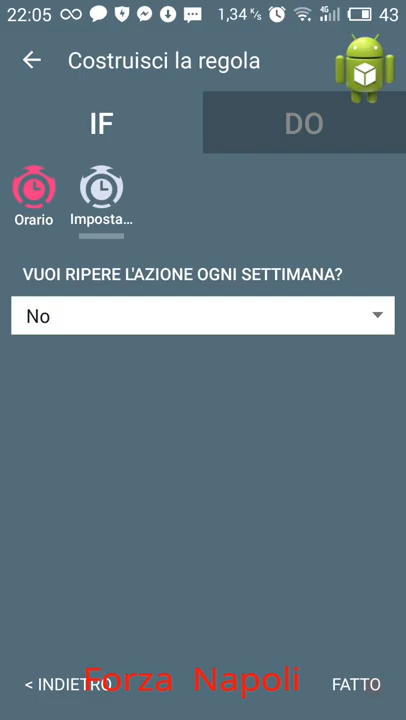 22:05 1,34 K/s 4G 43
Costruisci la regola
IF DO
Orario Imposta...
VUOI RIPERE L'AZIONE OGNI SETTIMANA?
No
< INDIETRO FATTO
Forza Napoli